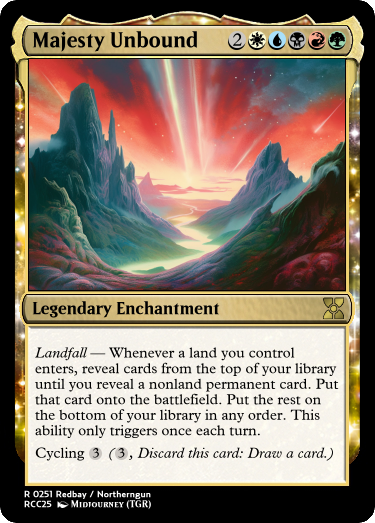 Majesty Unbound 2
Legendary Enchantment
Landfall — Whenever a land you control
enters, reveal cards from the top of your library
until you reveal a nonland permanent card. Put
that card onto the battlefield. Put the rest on
the bottom of your library in any order. This
ability only triggers once each turn.
Cycling 3 (3, Discard this card: Draw a card.)
R 0251 Redbay / Northerngun
RCC25 Midjourney (TGR)